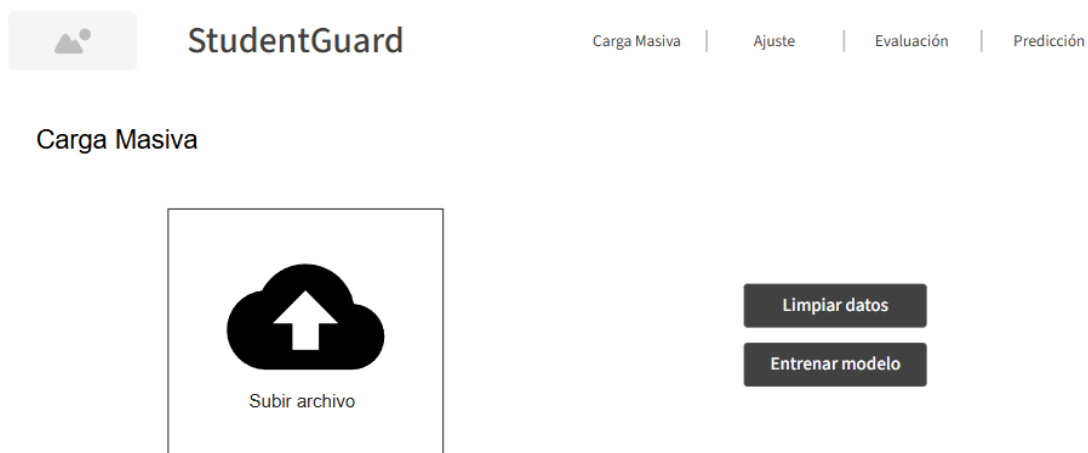 StudentGuard
Carga Masiva | Ajuste | Evaluación | Predicción
Carga Masiva
Subir archivo
Limpiar datos
Entrenar modelo